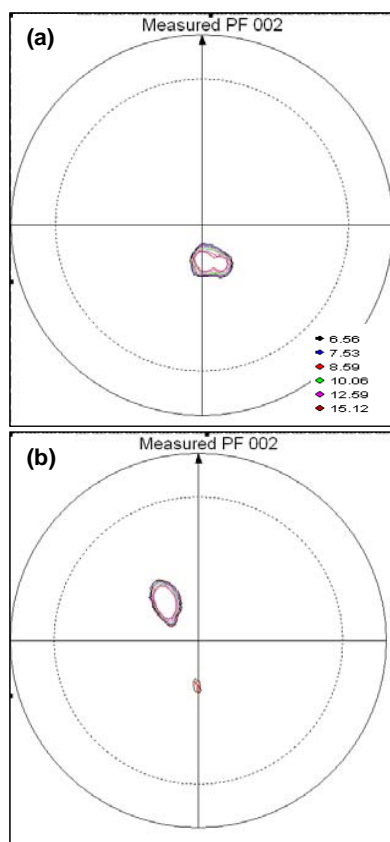 (a)
Measured PF 002
6.56
7.53
8.59
10.06
12.59
15.12
(b)
Measured PF 002